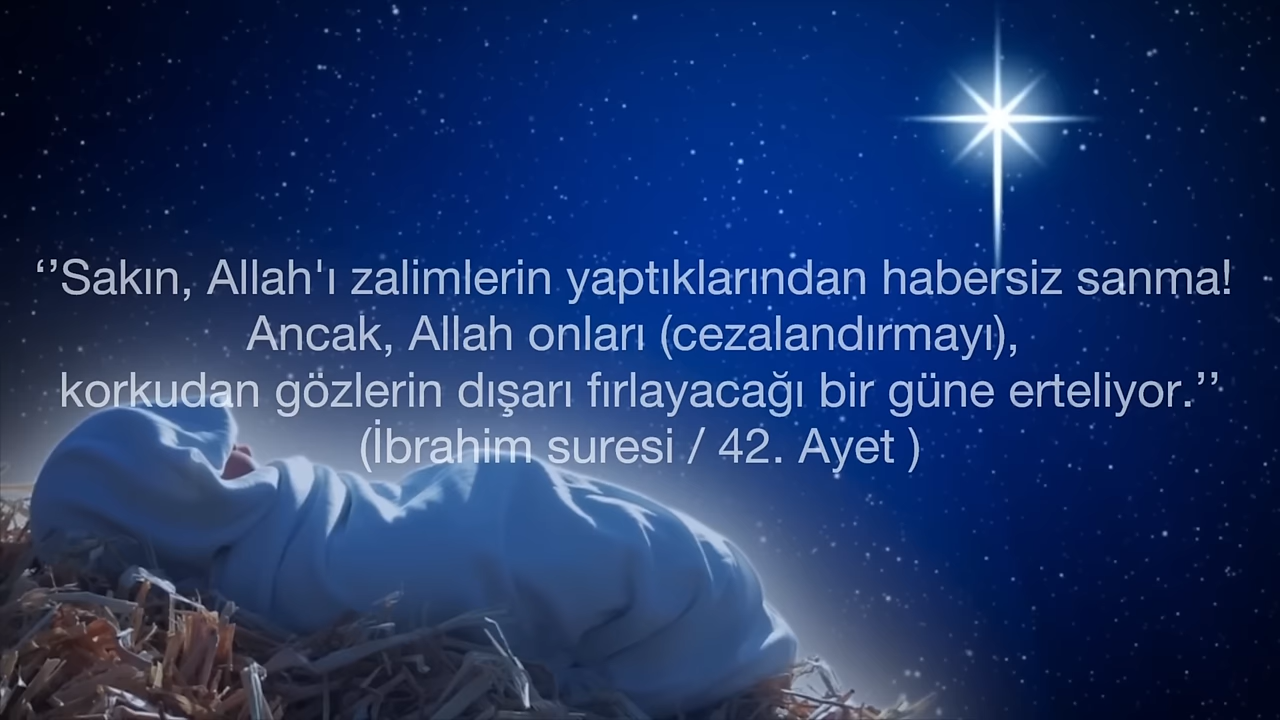 ‘’Sakın, Allah'ı zalimlerin yaptıklarından habersiz sanma!
Ancak, Allah onları (cezalandırmayı),
korkudan gözlerin dışarı fırlayacağı bir güne erteliyor.’’
(İbrahim suresi / 42. Ayet )